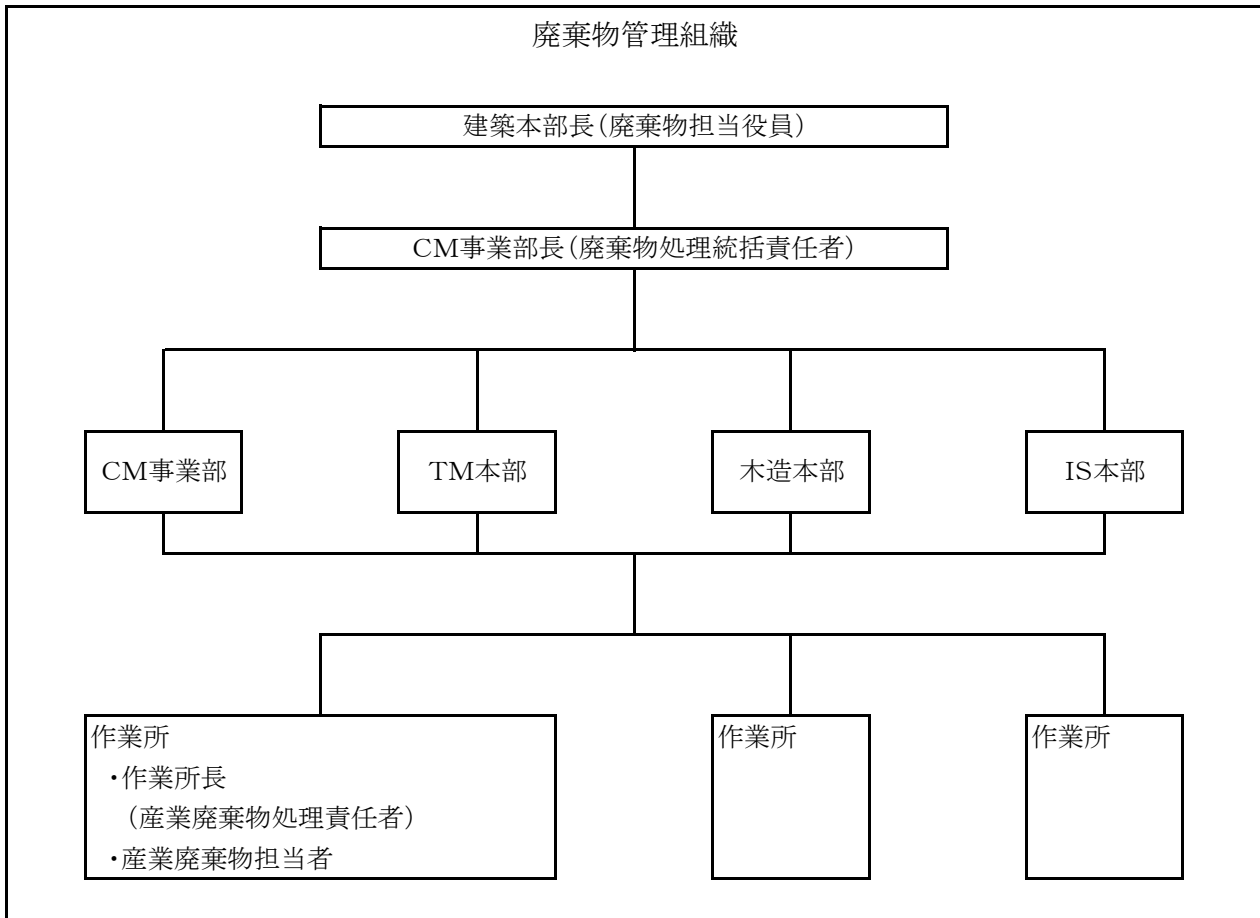 廃棄物管理組織
建築本部長（廃棄物担当役員）
CM事業部長（廃棄物処理統括責任者）
CM事業部
TM本部
木造本部
IS本部
作業所
・作業所長
（産業廃棄物処理責任者）
・産業廃棄物担当者
作業所
作業所